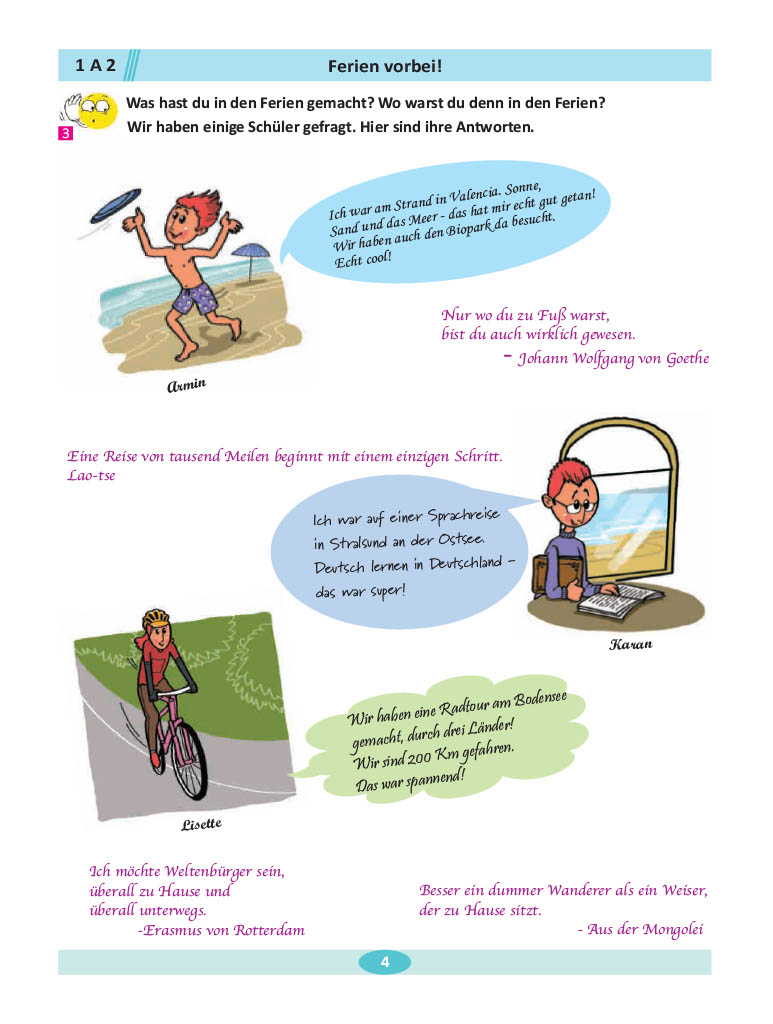 1 A 2
Ferien vorbei!
Was hast du in den Ferien gemacht? Wo warst du denn in den Ferien?
3
Wir haben einige Schüler gefragt. Hier sind ihre Antworten.
Ich war am Strand in Valencia. Sonne,
Sand und das Meer - das hat mir echt gut getan!
Wir haben auch den Biopark da besucht.
Echt cool!
Nur wo du zu Fuß warst,
bist du auch wirklich gewesen.
- Johann Wolfgang von Goethe
Armin
Eine Reise von tausend Meilen beginnt mit einem einzigen Schritt.
Lao-tse
Ich war auf einer Sprachreise
in Stralsund an der Ostsee.
Deutsch lernen in Deutschland –
das war super!
Karan
Wir haben eine Radtour am Bodensee
gemacht, durch drei Länder!
Wir sind 200 Km gefahren.
Das war spannend!
Lisette
Ich möchte Weltenbürger sein,
überall zu Hause und
überall unterwegs.
-Erasmus von Rotterdam
Besser ein dummer Wanderer als ein Weiser,
der zu Hause sitzt.
- Aus der Mongolei
4